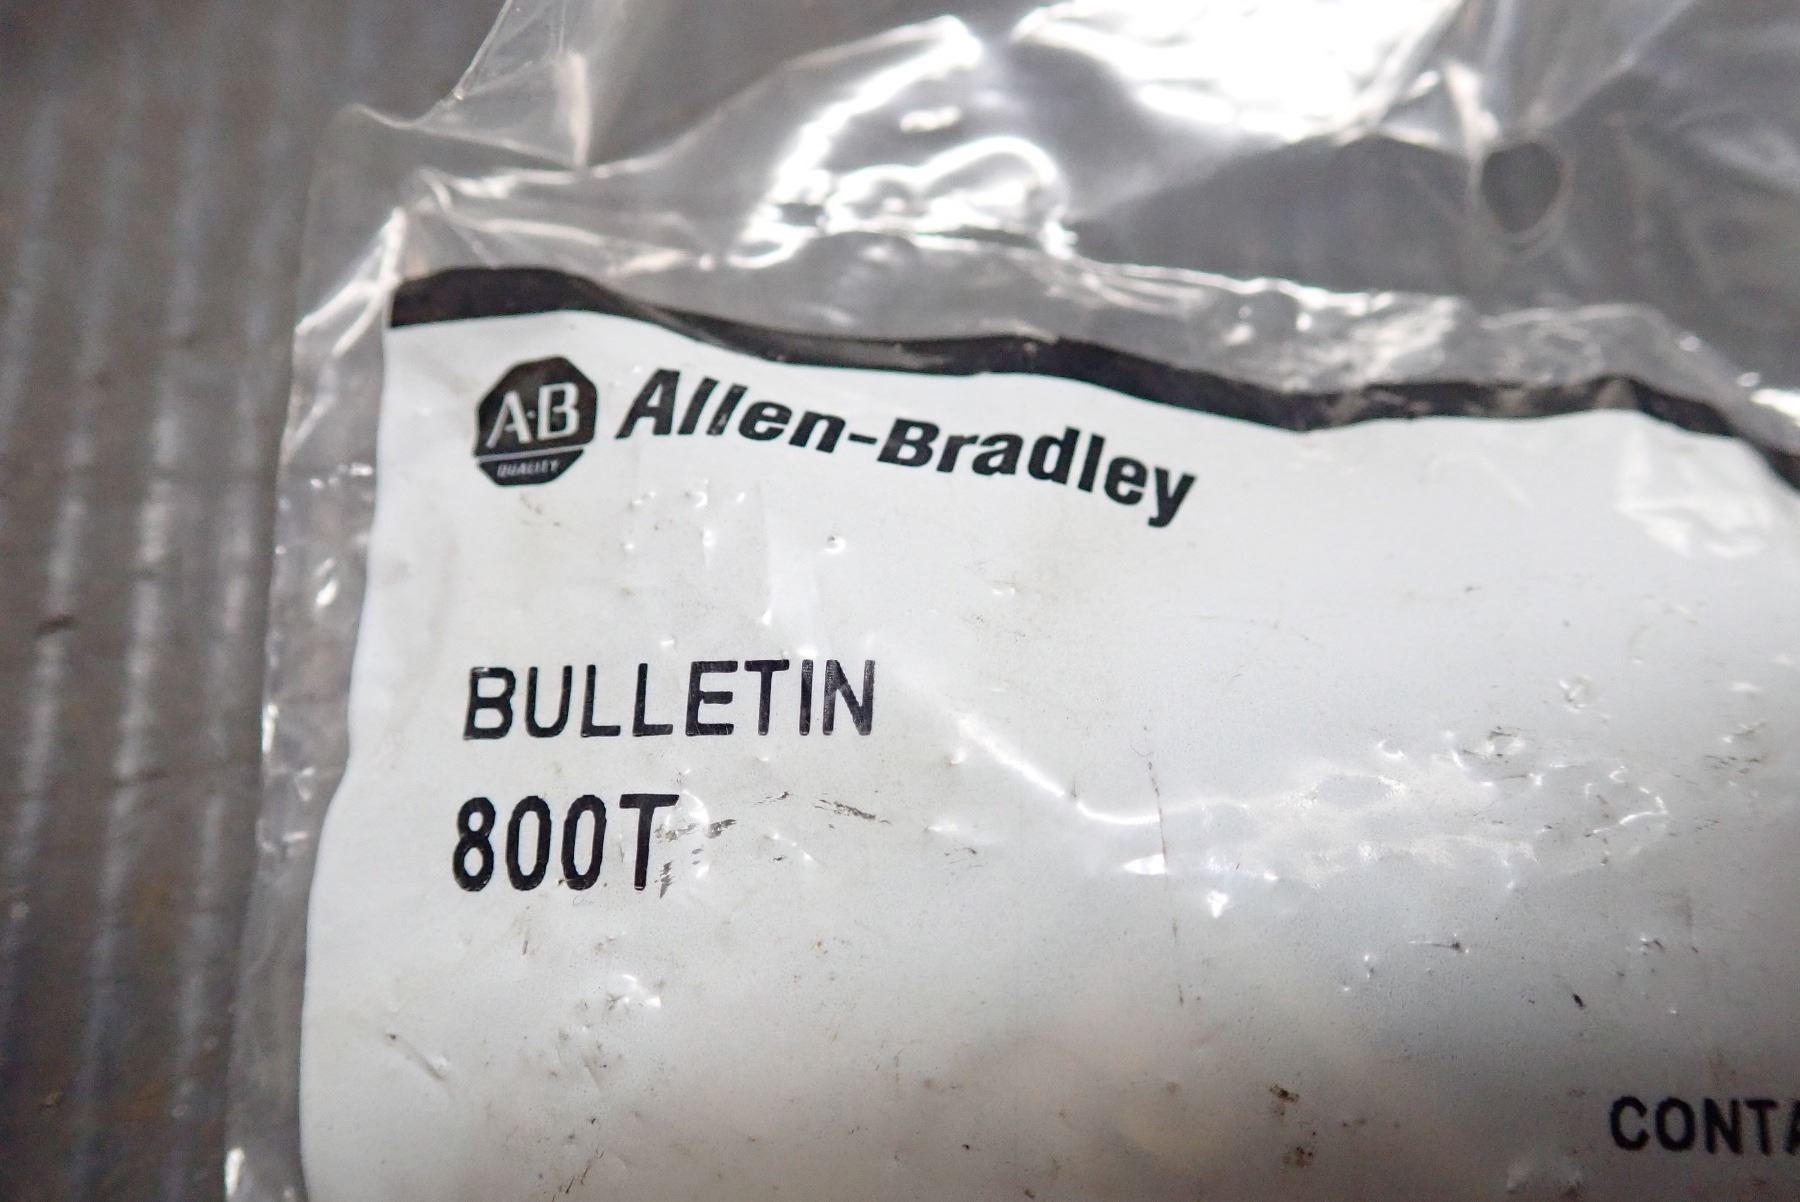 A-B
QUALITY
Allen-Bradley
BULLETIN
800T
CONTA